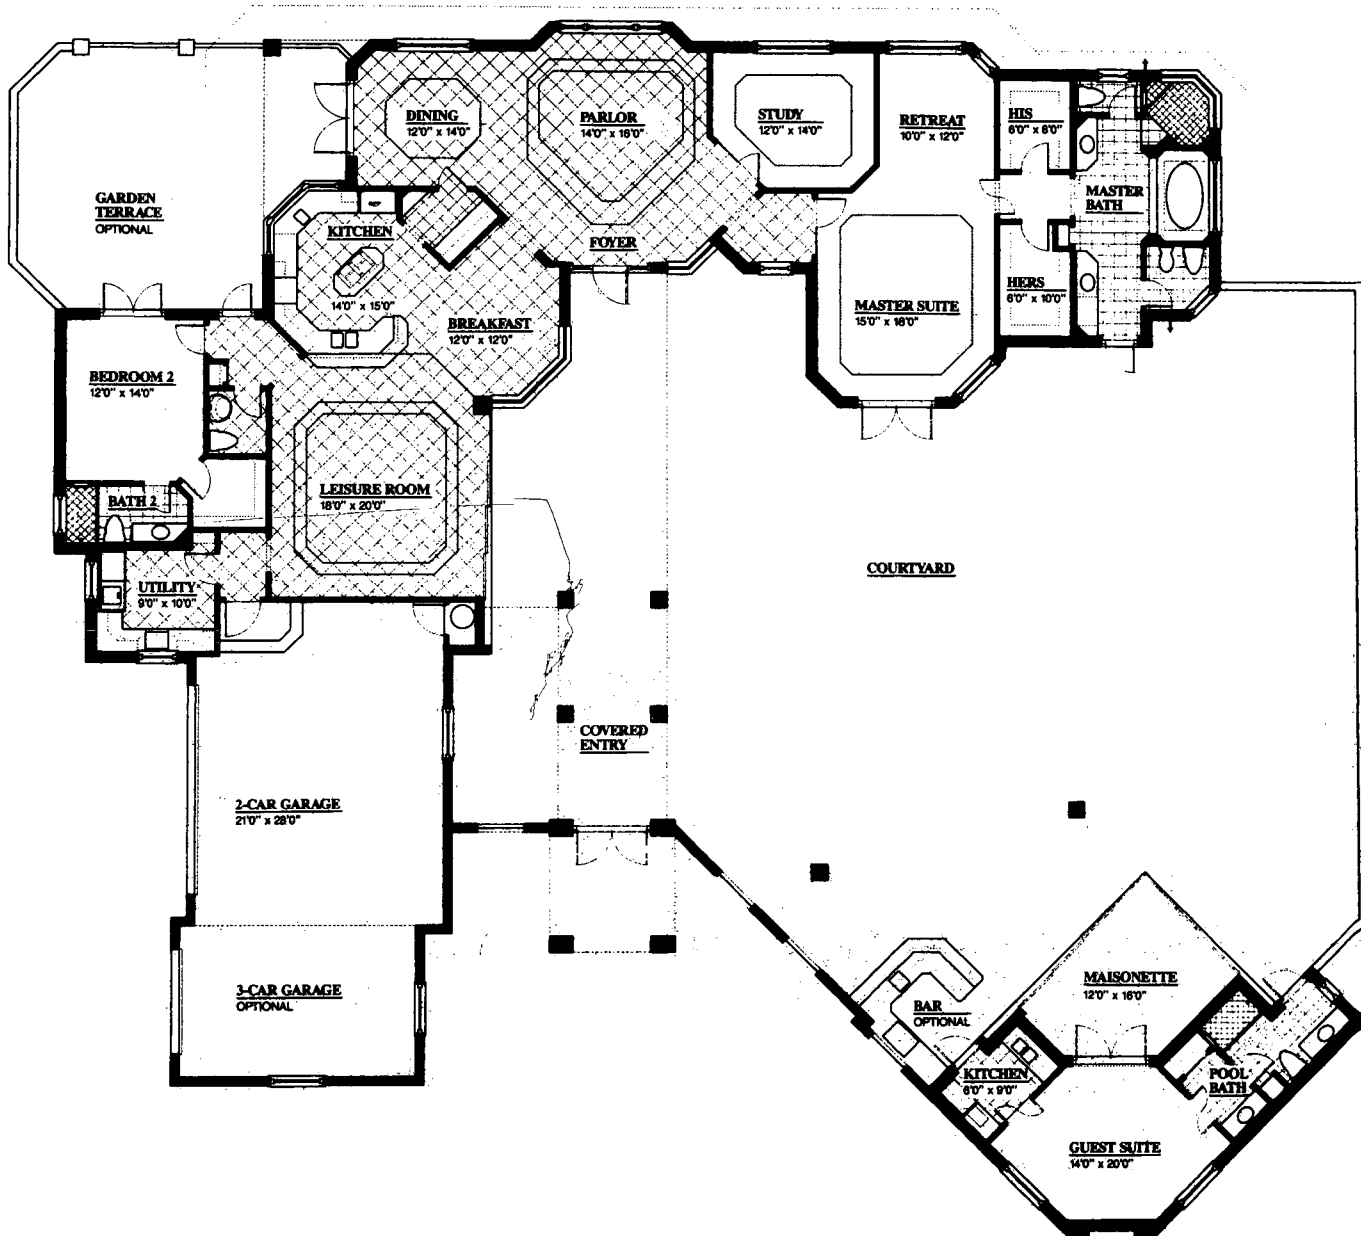 DINING
12'0" x 14'0"
PARLOR
14'0" x 16'0"
STUDY
12'0" x 14'0"
RETREAT
10'0" x 12'0"
HIS
6'0" x 6'0"
MASTER
BATH
GARDEN
TERRACE
OPTIONAL
REF
KITCHEN
14'0" x 15'0"
FOYER
HERS
6'0" x 10'0"
MASTER SUITE
15'0" x 18'0"
BREAKFAST
12'0" x 12'0"
BEDROOM 2
12'0" x 14'0"
BATH 2
LEISURE ROOM
18'0" x 20'0"
COURTYARD
UTILITY
9'0" x 10'0"
COVERED
ENTRY
2-CAR GARAGE
21'0" x 28'0"
3-CAR GARAGE
OPTIONAL
BAR
OPTIONAL
MAISONETTE
12'0" x 16'0"
KITCHEN
6'0" x 9'0"
POOL
BATH
GUEST SUITE
14'0" x 20'0"